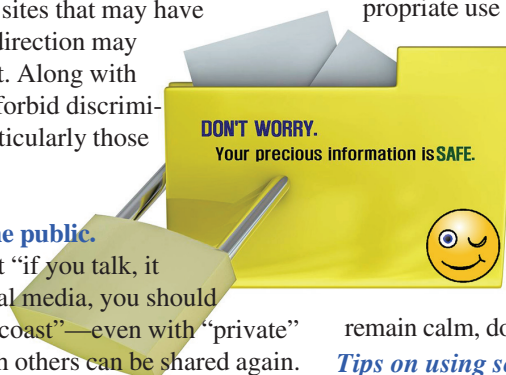 sites that may have
direction may
t. Along with
forbid discrimi-
ticularly those
ne public.
t “if you talk, it
al media, you should
coast”—even with “private”
n others can be shared again.
DON'T WORRY.
Your precious information is SAFE.
propriate use
remain calm, do
Tips on using so